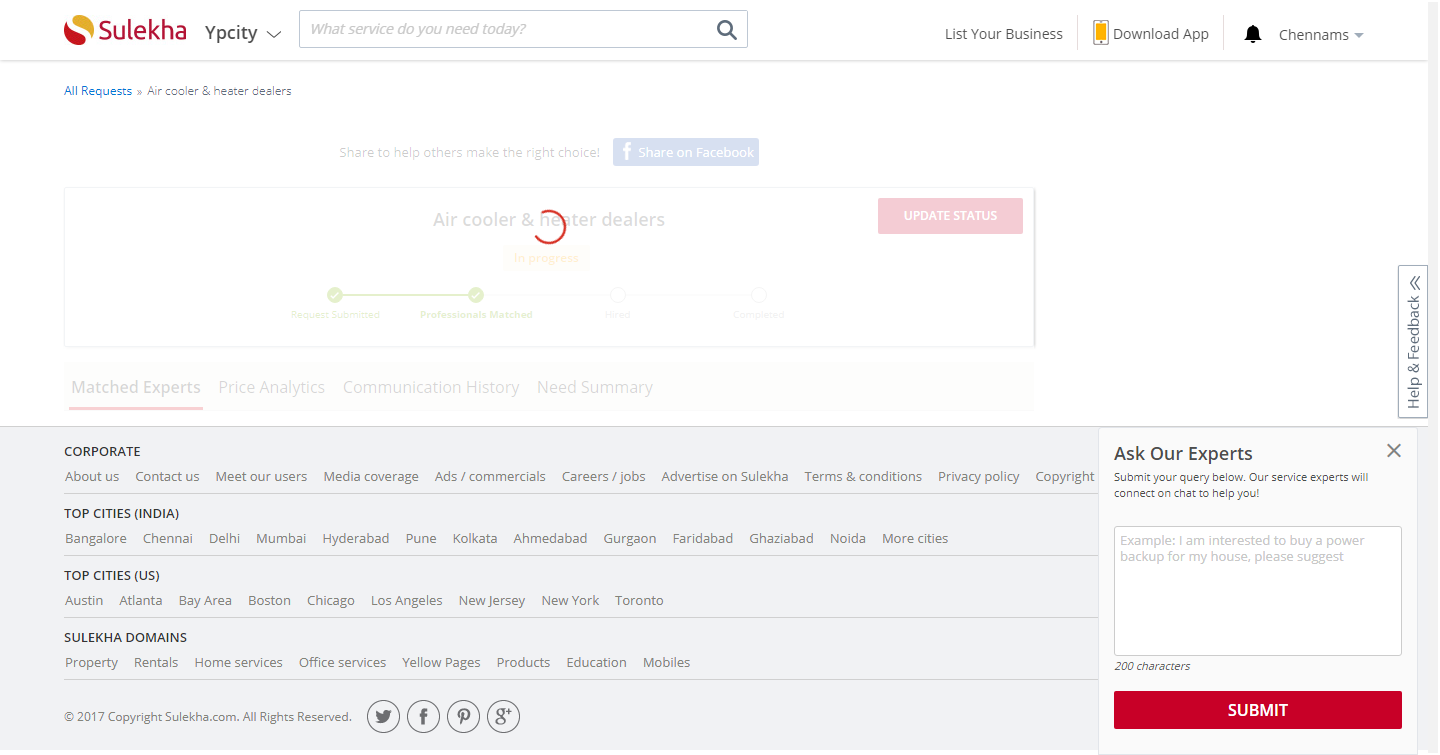 Sulekha Ypcity What service do you need today? List Your Business Download App Chennams
All Requests » Air cooler & heater dealers
Share to help others make the right choice! f Share on Facebook
Air cooler & heater dealers UPDATE STATUS
In progress
Request Submitted Professionals Matched Hired Completed
Help & Feedback
Matched Experts Price Analytics Communication History Need Summary
CORPORATE
About us Contact us Meet our users Media coverage Ads / commercials Careers / jobs Advertise on Sulekha Terms & conditions Privacy policy Copyright
TOP CITIES (INDIA)
Bangalore Chennai Delhi Mumbai Hyderabad Pune Kolkata Ahmedabad Gurgaon Faridabad Ghaziabad Noida More cities
TOP CITIES (US)
Austin Atlanta Bay Area Boston Chicago Los Angeles New Jersey New York Toronto
SULEKHA DOMAINS
Property Rentals Home services Office services Yellow Pages Products Education Mobiles
© 2017 Copyright Sulekha.com. All Rights Reserved.
Ask Our Experts
Submit your query below. Our service experts will
connect on chat to help you!
Example: I am interested to buy a power
backup for my house, please suggest
200 characters
SUBMIT